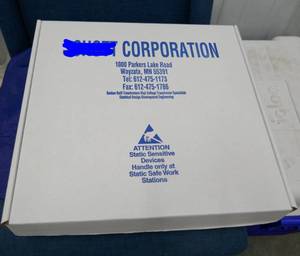 CORPORATION
1000 Parkers Lake Road
Wayzata, MN 55391
Tel: 612-475-1173
Fax: 612-475-1786
ATTENTION
Static Sensitive
Devices
Handle only at
Static Safe Work
Stations